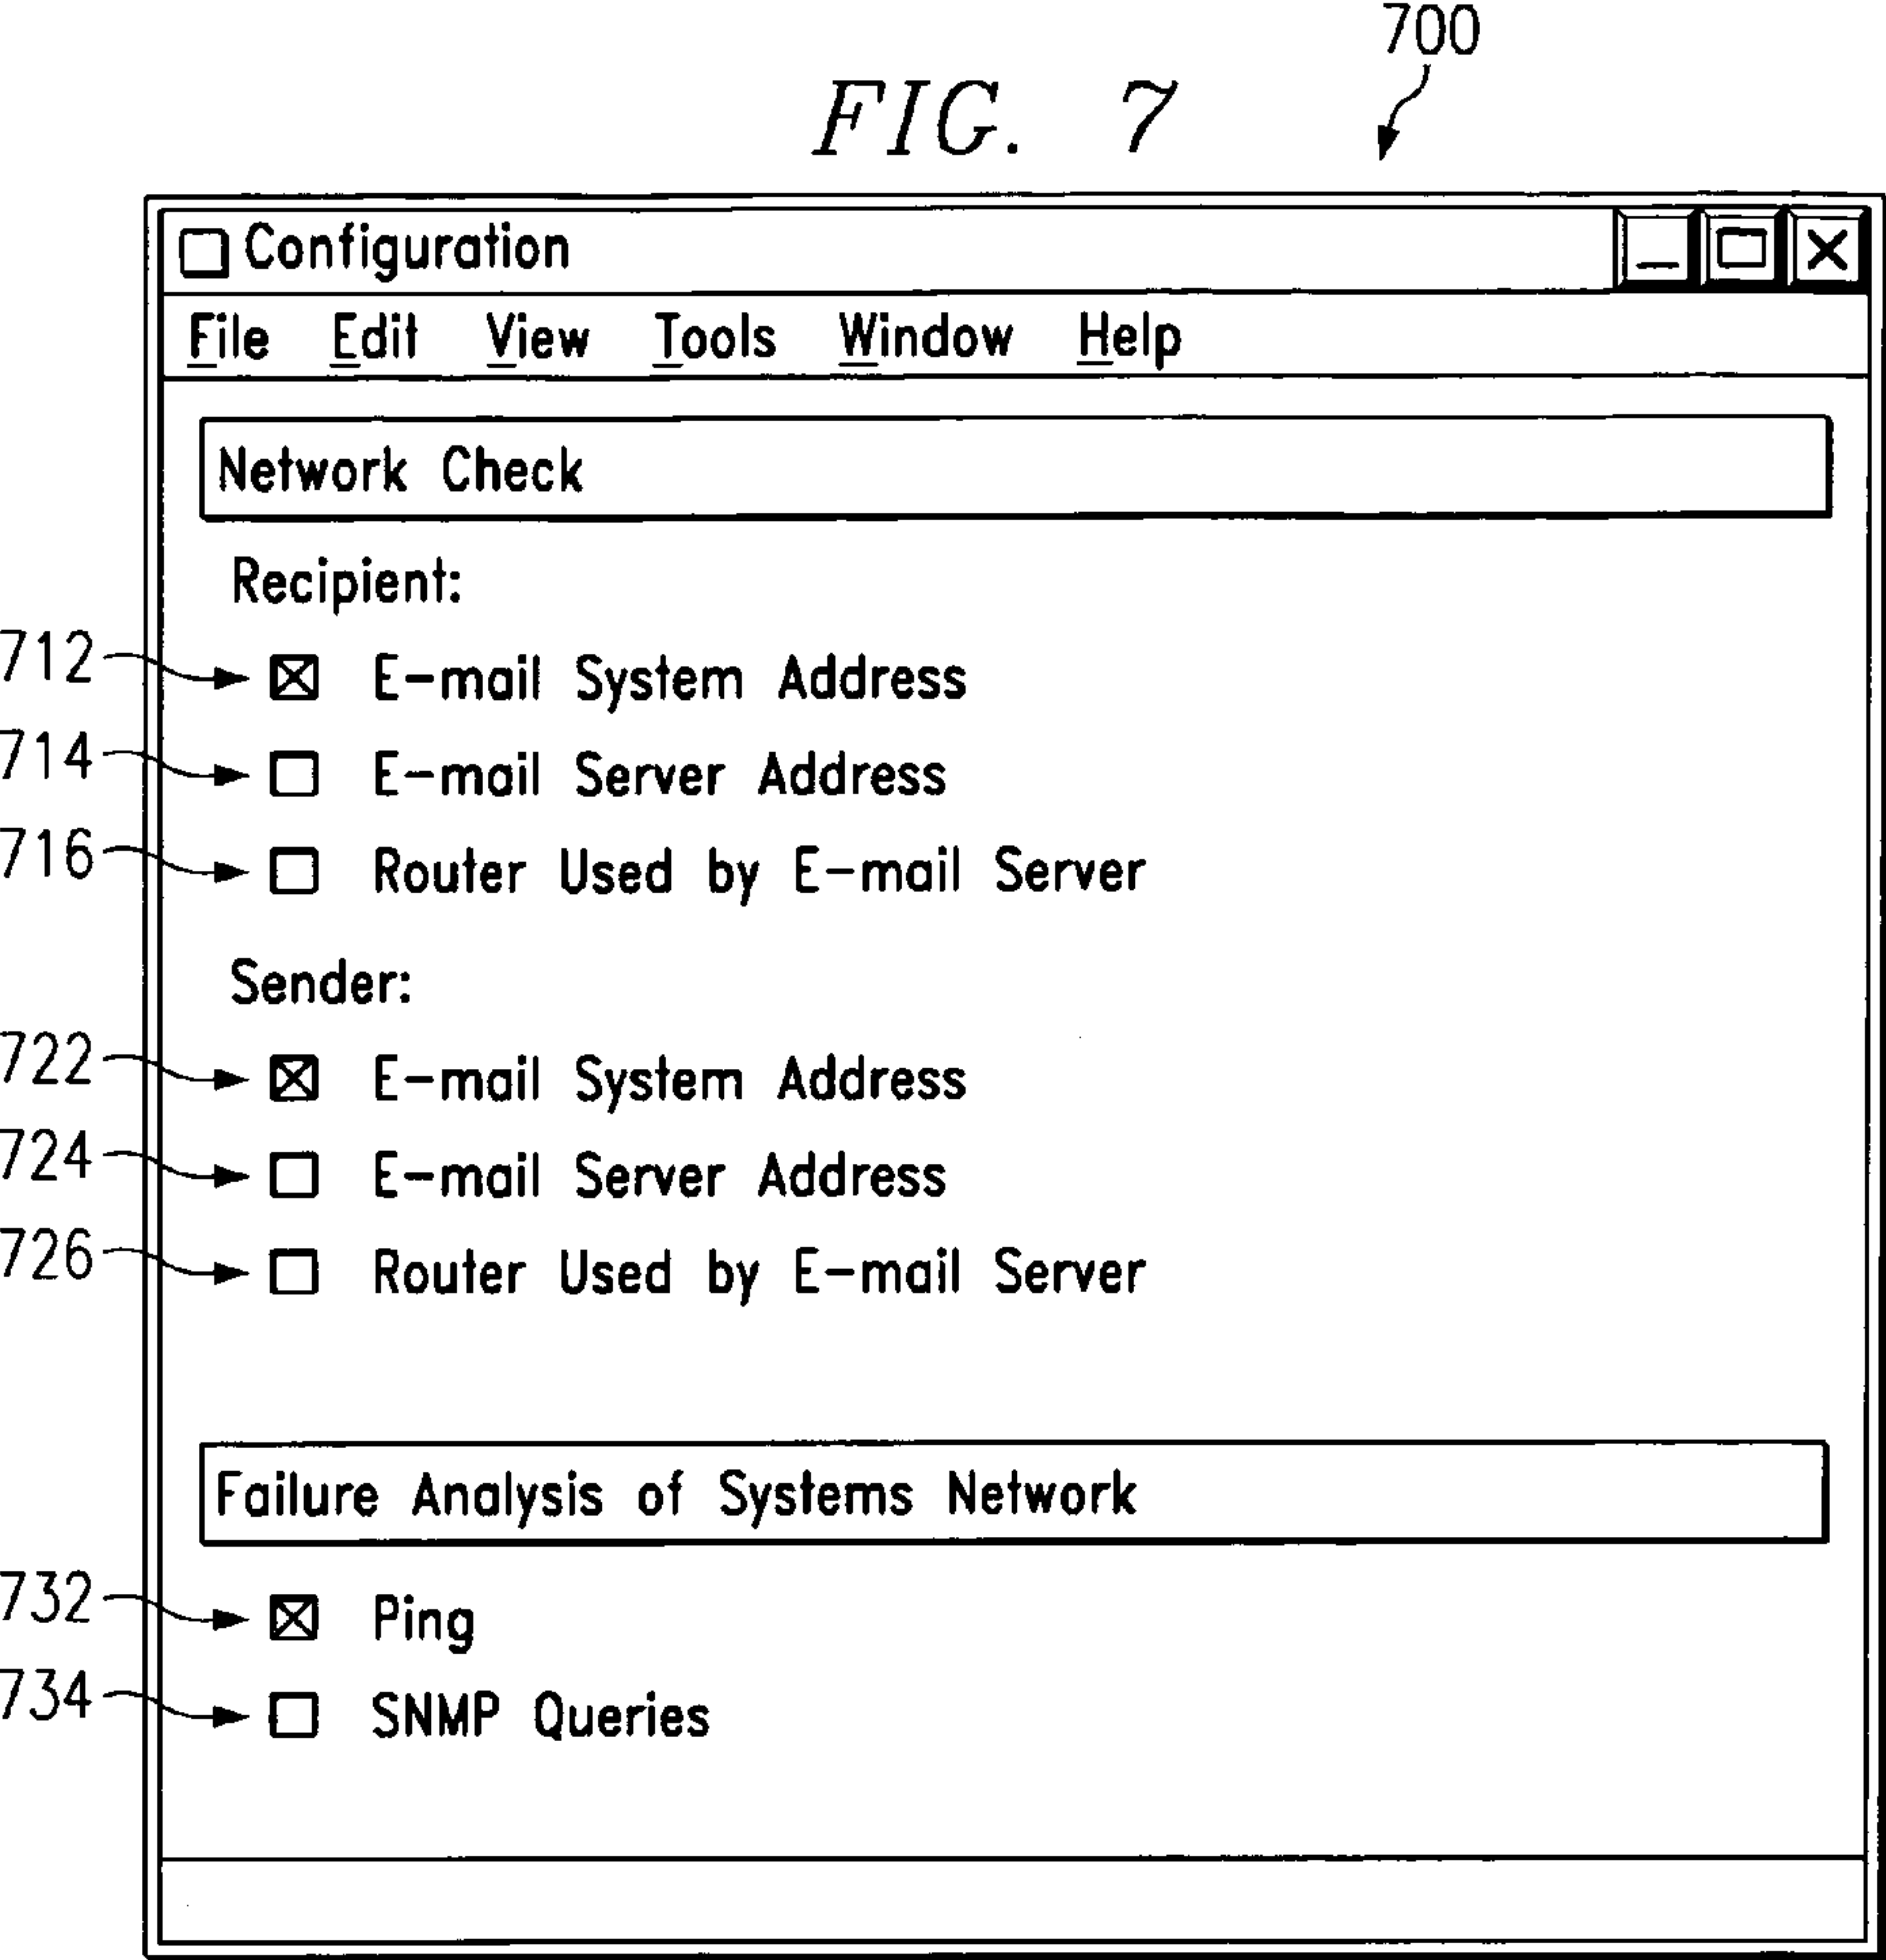 700
FIG. 7
Configuration
File Edit View Tools Window Help
Network Check
Recipient:
712 E-mail System Address
714 E-mail Server Address
716 Router Used by E-mail Server
Sender:
722 E-mail System Address
724 E-mail Server Address
726 Router Used by E-mail Server
Failure Analysis of Systems Network
732 Ping
734 SNMP Queries